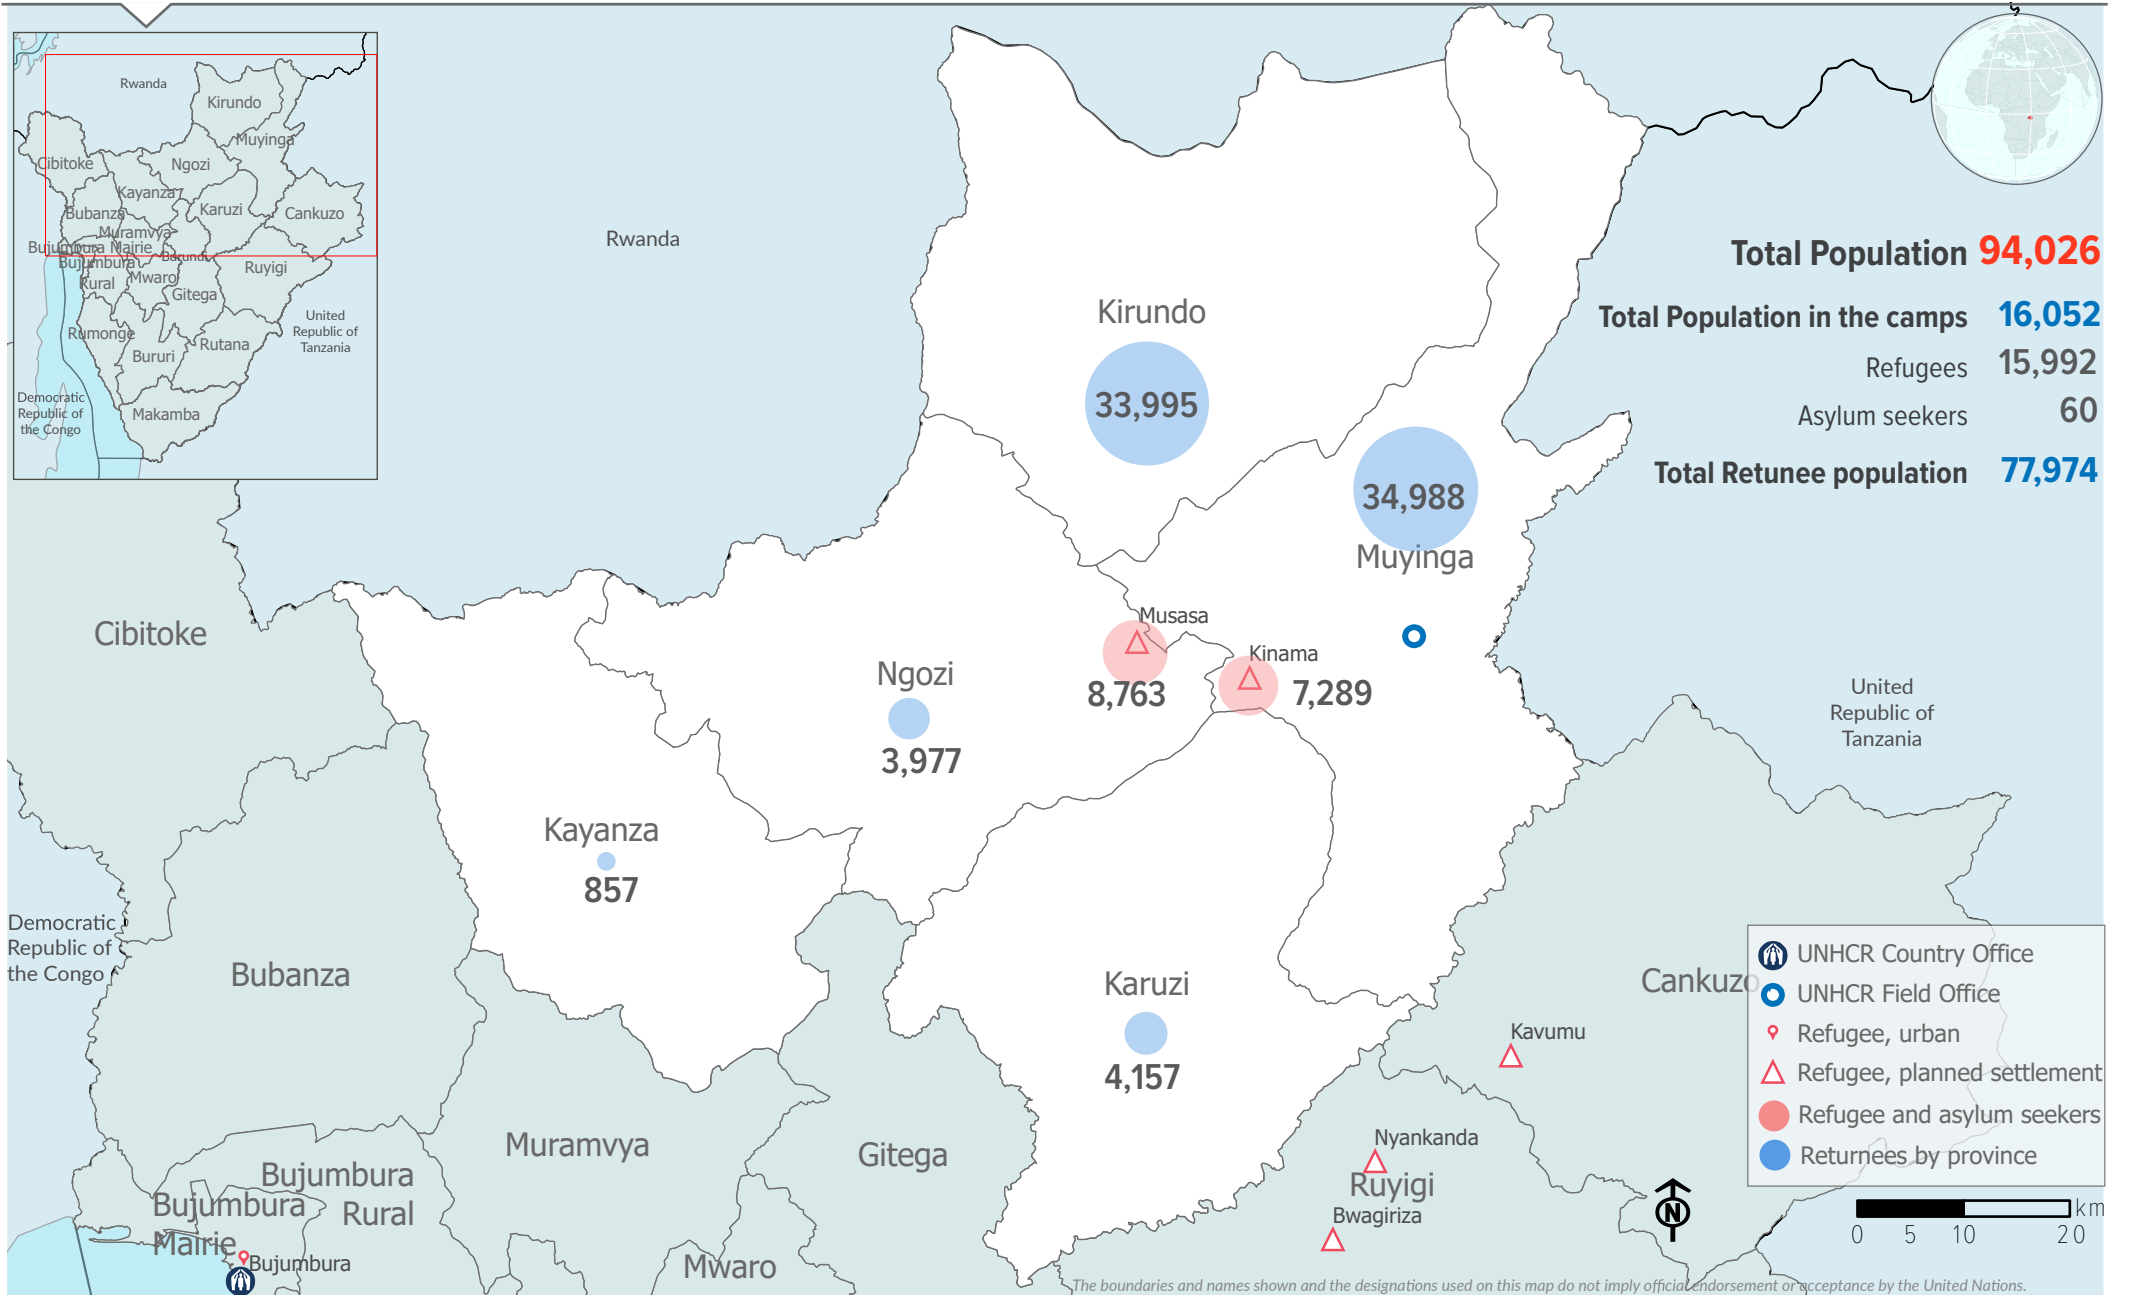 Rwanda
Kirundo
Muyinga
Cibitoke
Ngozi
Kayanza
Karuzi
Bubanza
Cankuzo
Muramvya
Bujumbura Mairie
Burundi
Bujumbura
Rural
Mwaro
Ruyigi
Gitega
Rumonge
Bururi
Rutana
Makamba
United
Republic of
Tanzania
Democratic
Republic of
the Congo
Rwanda
Total Population 94,026
Total Population in the camps 16,052
Refugees 15,992
Asylum seekers 60
Total Retunee population 77,974
Kirundo
33,995
34,988
Muyinga
Cibitoke
Musasa
8,763
Kinama
7,289
Ngozi
3,977
United
Republic of
Tanzania
Kayanza
857
Democratic
Republic of
the Congo
Bubanza
Karuzi
4,157
Cankuzo
Kavumu
Muramvya
Gitega
Nyankanda
Ruyigi
Bwagiriza
Bujumbura
Rural
Bujumbura
Mairie
Bujumbura
Mwaro
UNHCR Country Office
UNHCR Field Office
Refugee, urban
Refugee, planned settlement
Refugee and asylum seekers
Returnees by province
N
km
0 5 10 20
The boundaries and names shown and the designations used on this map do not imply official endorsement or acceptance by the United Nations.